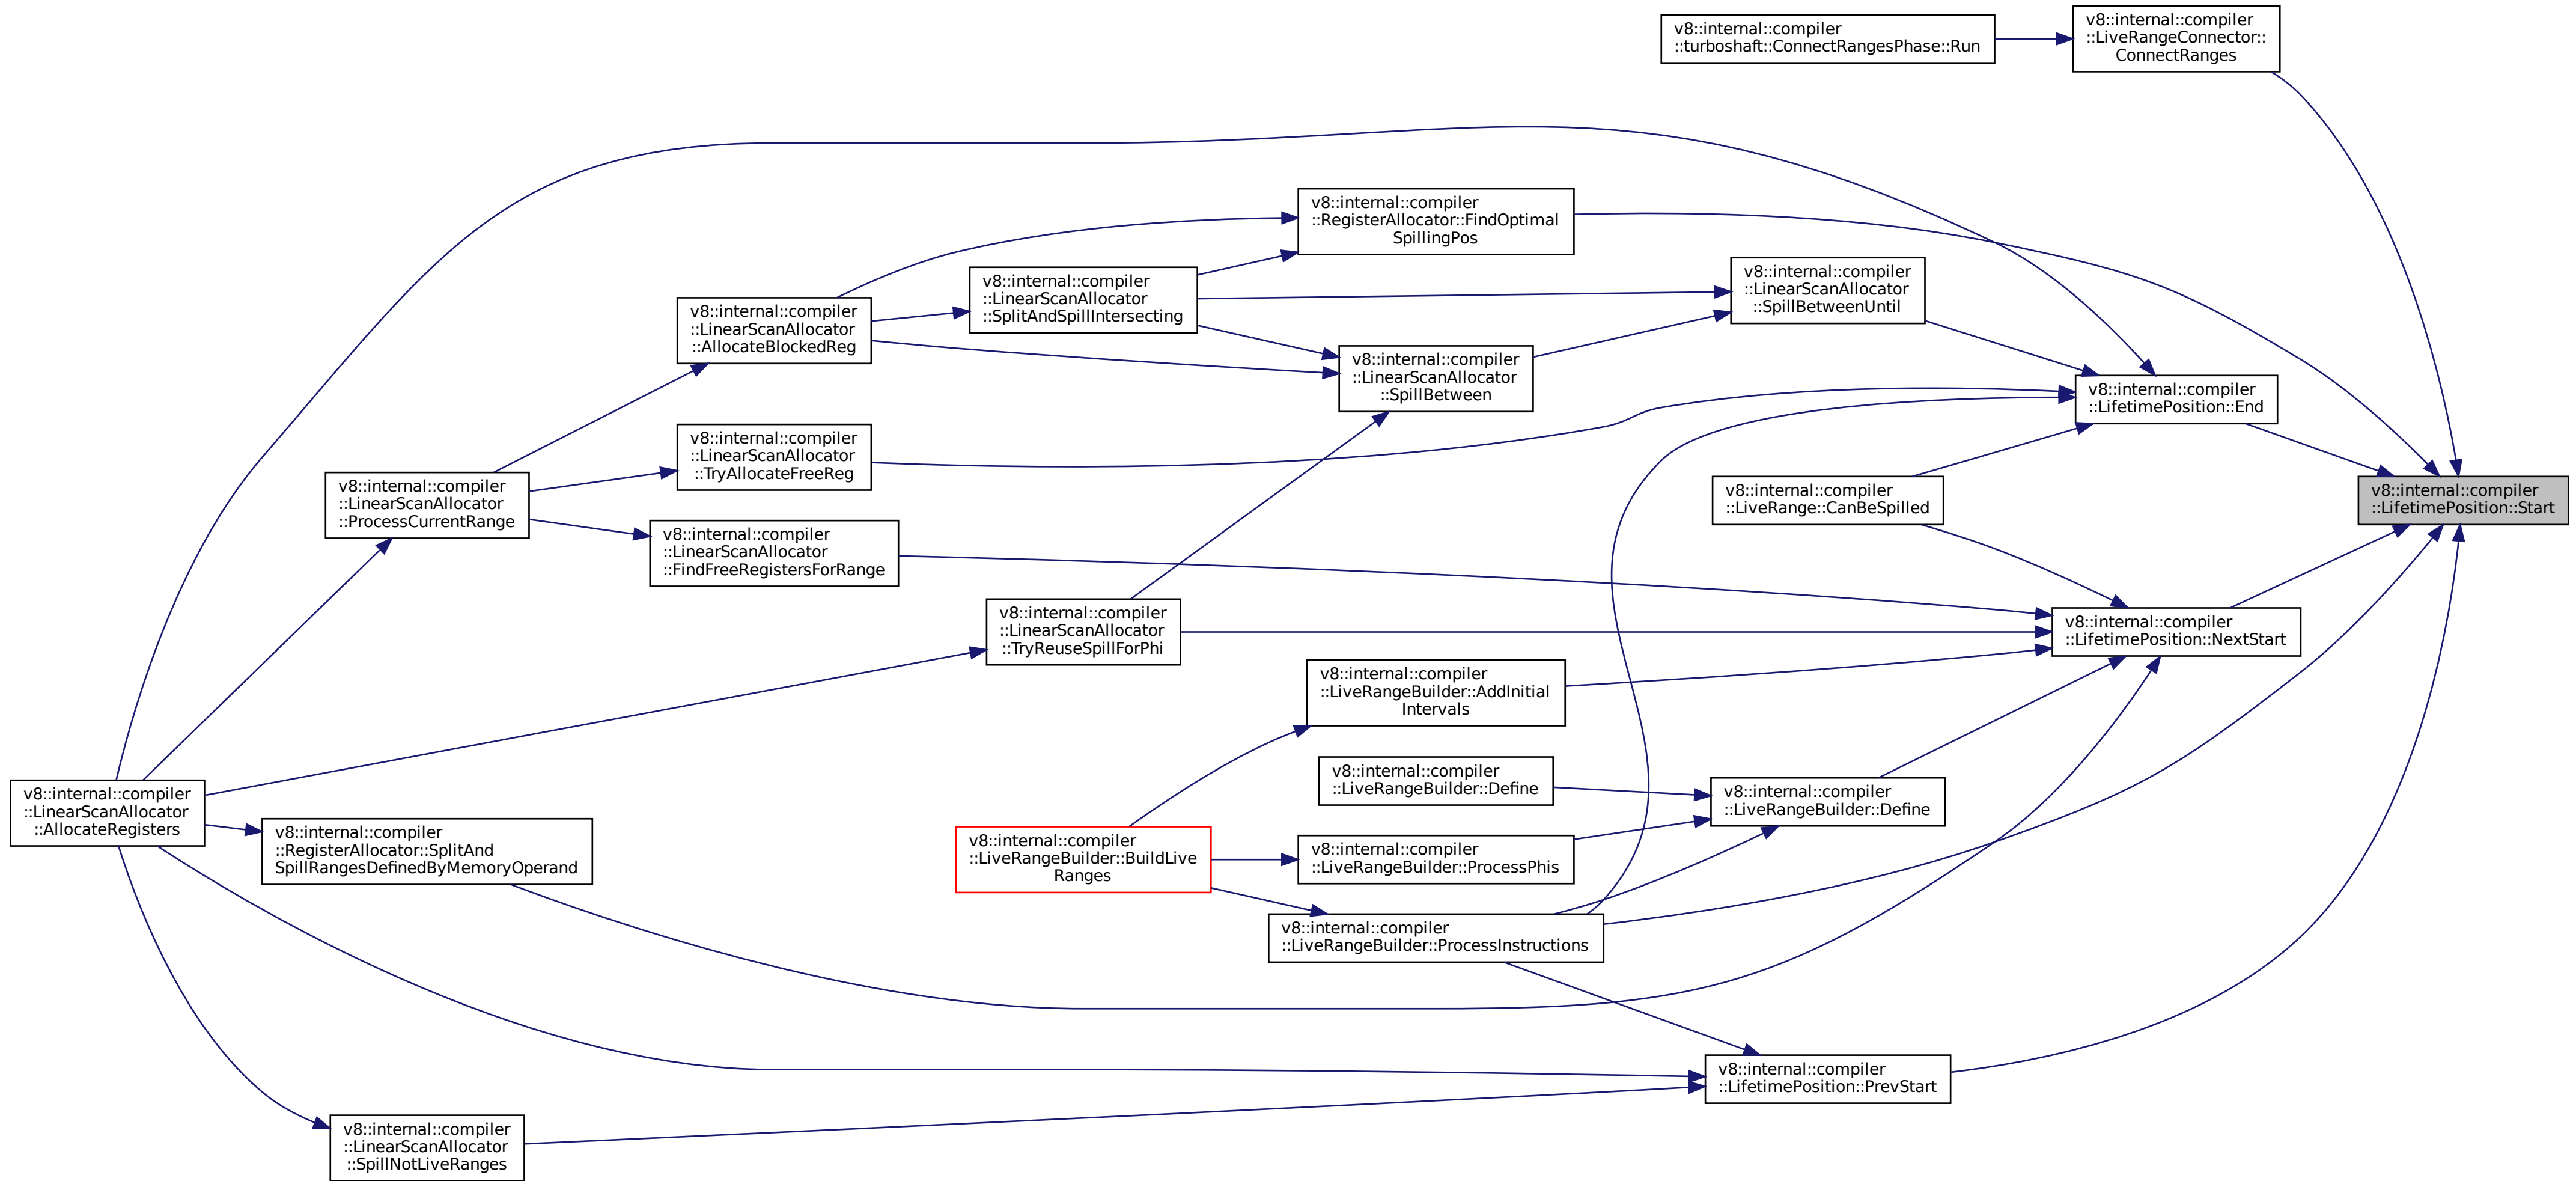 v8::internal::compiler
::turboshaft::ConnectRangesPhase::Run
v8::internal::compiler
::LiveRangeConnector::
ConnectRanges
v8::internal::compiler
::RegisterAllocator::FindOptimal
SpillingPos
v8::internal::compiler
::LinearScanAllocator
::SplitAndSpillIntersecting
v8::internal::compiler
::LinearScanAllocator
::SpillBetweenUntil
v8::internal::compiler
::LinearScanAllocator
::AllocateBlockedReg
v8::internal::compiler
::LinearScanAllocator
::SpillBetween
v8::internal::compiler
::LifetimePosition::End
v8::internal::compiler
::LinearScanAllocator
::TryAllocateFreeReg
v8::internal::compiler
::LinearScanAllocator
::ProcessCurrentRange
v8::internal::compiler
::LiveRange::CanBeSpilled
v8::internal::compiler
::LifetimePosition::Start
v8::internal::compiler
::LinearScanAllocator
::FindFreeRegistersForRange
v8::internal::compiler
::LinearScanAllocator
::TryReuseSpillForPhi
v8::internal::compiler
::LifetimePosition::NextStart
v8::internal::compiler
::LiveRangeBuilder::AddInitial
Intervals
v8::internal::compiler
::LiveRangeBuilder::Define
v8::internal::compiler
::LiveRangeBuilder::Define
v8::internal::compiler
::LinearScanAllocator
::AllocateRegisters
v8::internal::compiler
::RegisterAllocator::SplitAnd
SpillRangesDefinedByMemoryOperand
v8::internal::compiler
::LiveRangeBuilder::BuildLive
Ranges
v8::internal::compiler
::LiveRangeBuilder::ProcessPhis
v8::internal::compiler
::LiveRangeBuilder::ProcessInstructions
v8::internal::compiler
::LifetimePosition::PrevStart
v8::internal::compiler
::LinearScanAllocator
::SpillNotLiveRanges